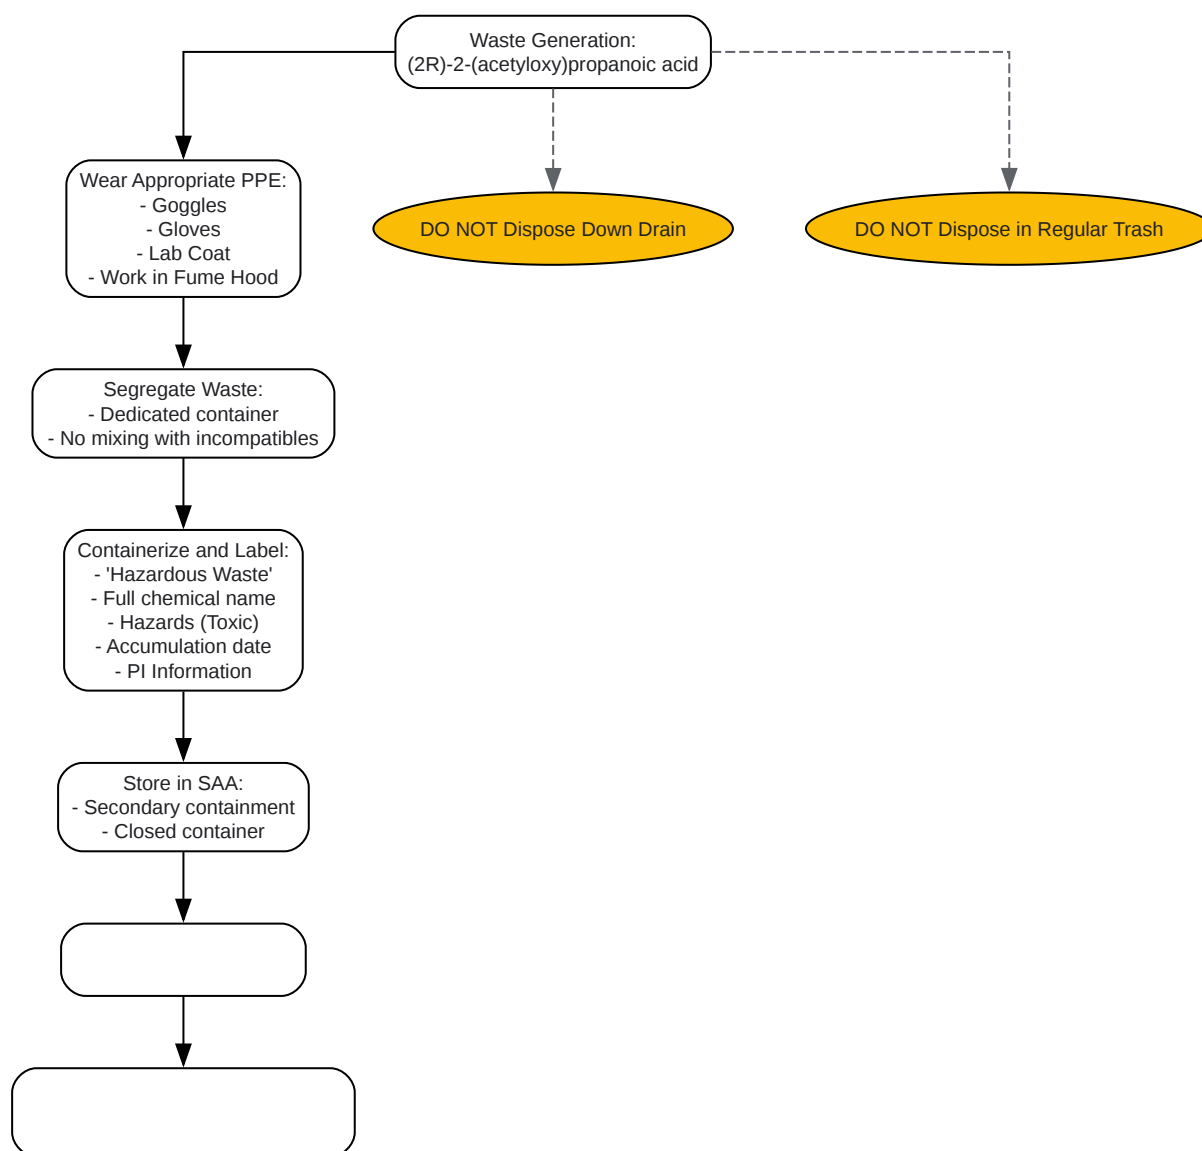 Waste Generation:
(2R)-2-(acetyloxy)propanoic acid
Wear Appropriate PPE:
- Goggles
- Gloves
- Lab Coat
- Work in Fume Hood
DO NOT Dispose Down Drain
DO NOT Dispose in Regular Trash
Segregate Waste:
- Dedicated container
- No mixing with incompatibles
Containerize and Label:
- 'Hazardous Waste'
- Full chemical name
- Hazards (Toxic)
- Accumulation date
- PI Information
Store in SAA:
- Secondary containment
- Closed container